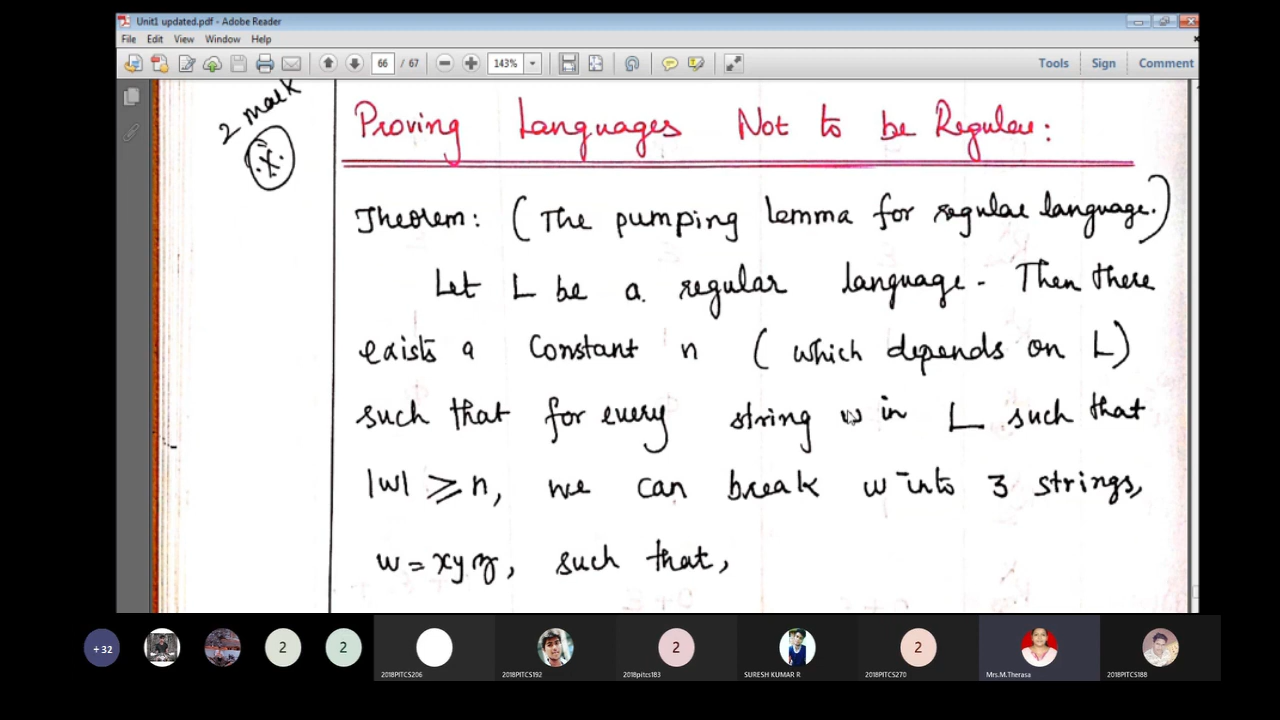 Unit1 updated.pdf - Adobe Reader
File Edit View Window Help
66 / 67 143% Tools Sign Comment
2 mark
Proving Languages Not to be Regular:
Theorem: (The pumping lemma for regular language.)
Let L be a regular language. Then there
exists a Constant n (which depends on L)
such that for every string w in L such that
|w| ⩾ n, we can break w into 3 strings,
w = xyz, such that,
+32 2 2 2 2
2018PITCS206 2018PITCS192 2018pitcs183 SURESH KUMAR R 2018PITCS270 Mrs.M.Therasa 2018PITCS188